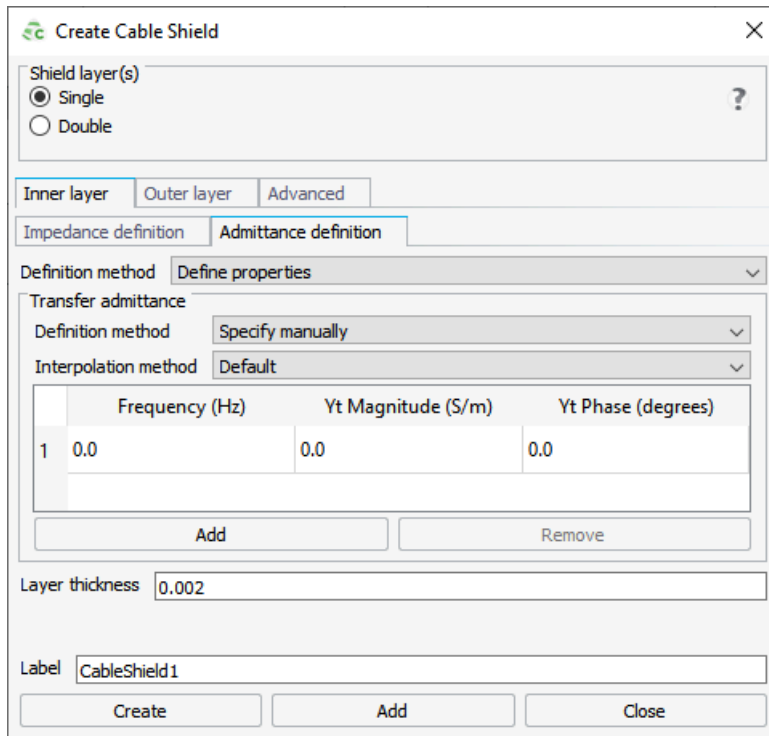 Create Cable Shield
Shield layer(s)
Single
?
Double
Inner layer Outer layer Advanced
Impedance definition Admittance definition
Definition method Define properties
Transfer admittance
Definition method Specify manually
Interpolation method Default
Frequency (Hz) Yt Magnitude (S/m) Yt Phase (degrees)
1 0.0 0.0 0.0
Add Remove
Layer thickness 0.002
Label CableShield1
Create Add Close